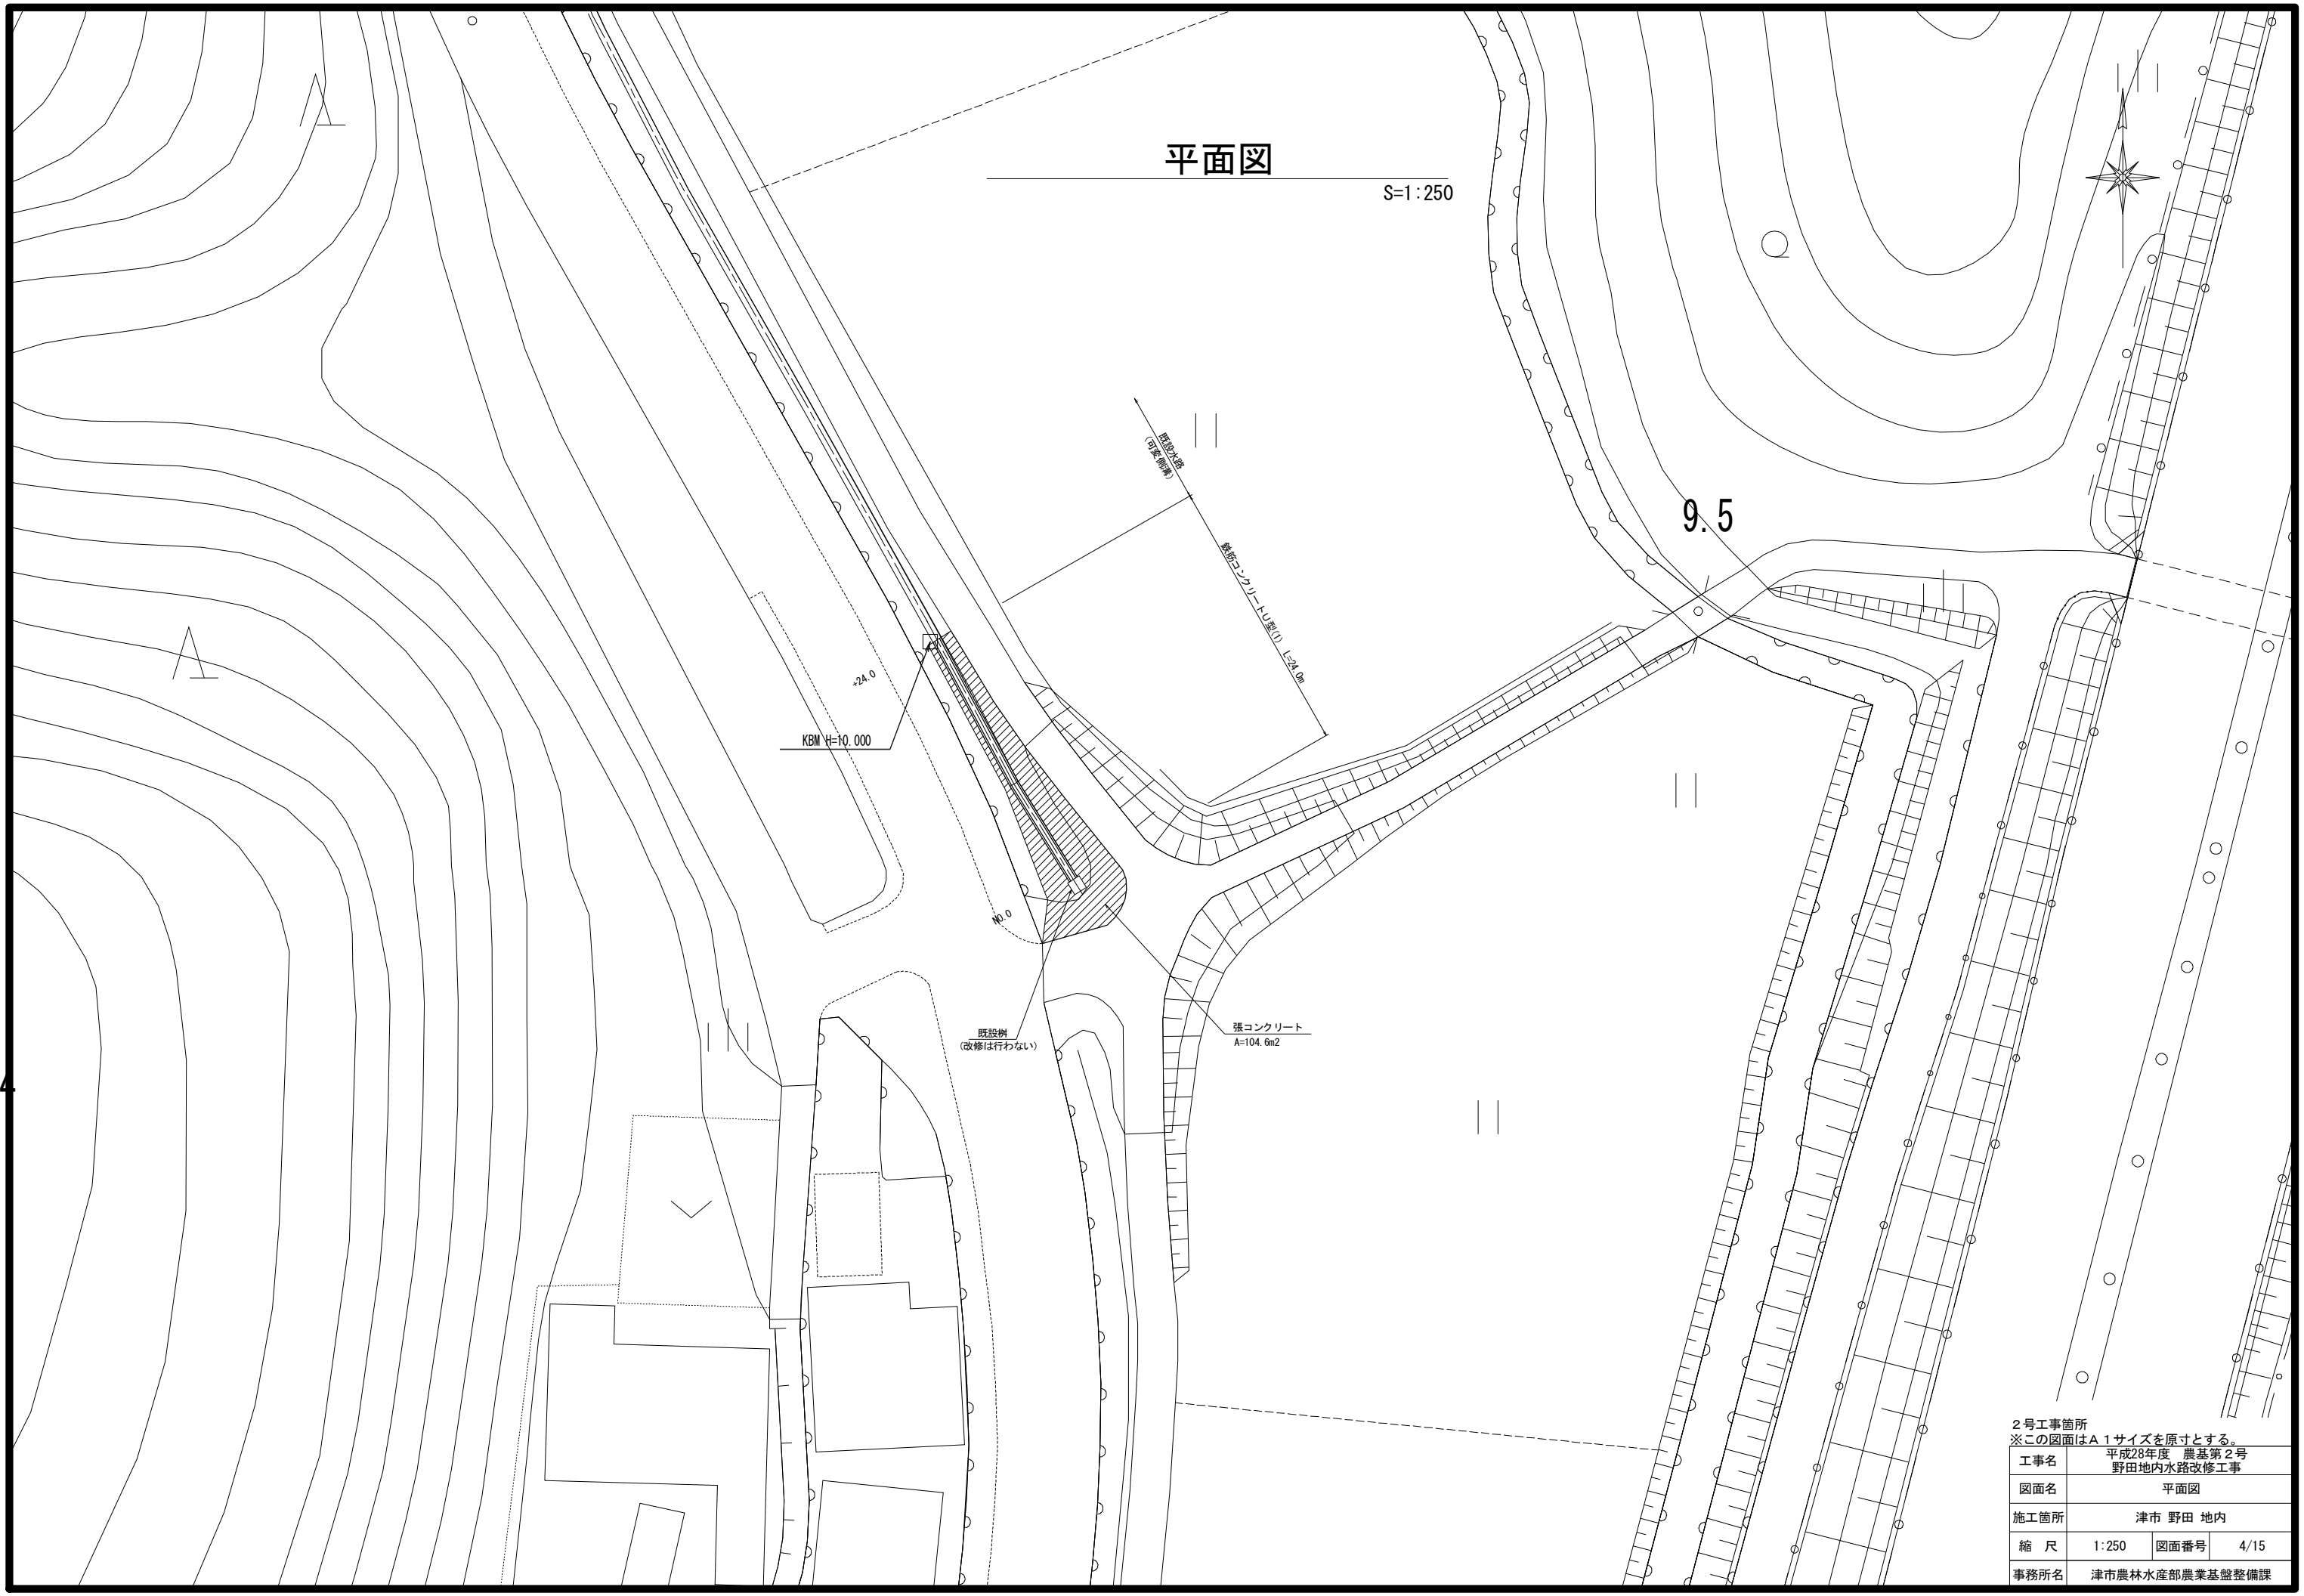 平面図
S=1:250
既設水路
(可変側溝)
9.5
鉄筋コンクリートU型(1) L=24.0m
+24.0
KBM H=10.000
NO.0
既設桝
(改修は行わない)
張コンクリート
A=104.6m2
4
2号工事箇所
※この図面はA1サイズを原寸とする。
工事名 平成28年度 農基第2号
野田地内水路改修工事
図面名 平面図
施工箇所 津市 野田 地内
縮 尺 1:250 図面番号 4/15
事務所名 津市農林水産部農業基盤整備課